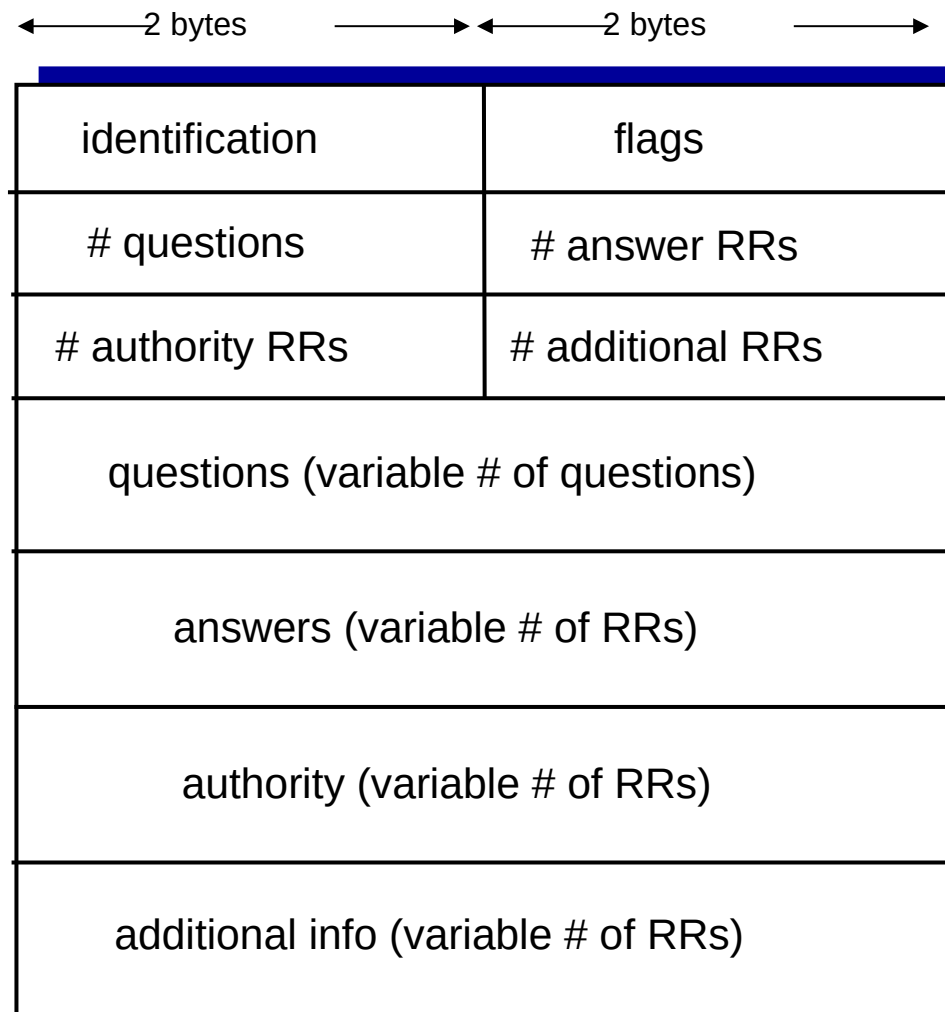 2 bytes 2 bytes
identification flags
# questions # answer RRs
# authority RRs # additional RRs
questions (variable # of questions)
answers (variable # of RRs)
authority (variable # of RRs)
additional info (variable # of RRs)